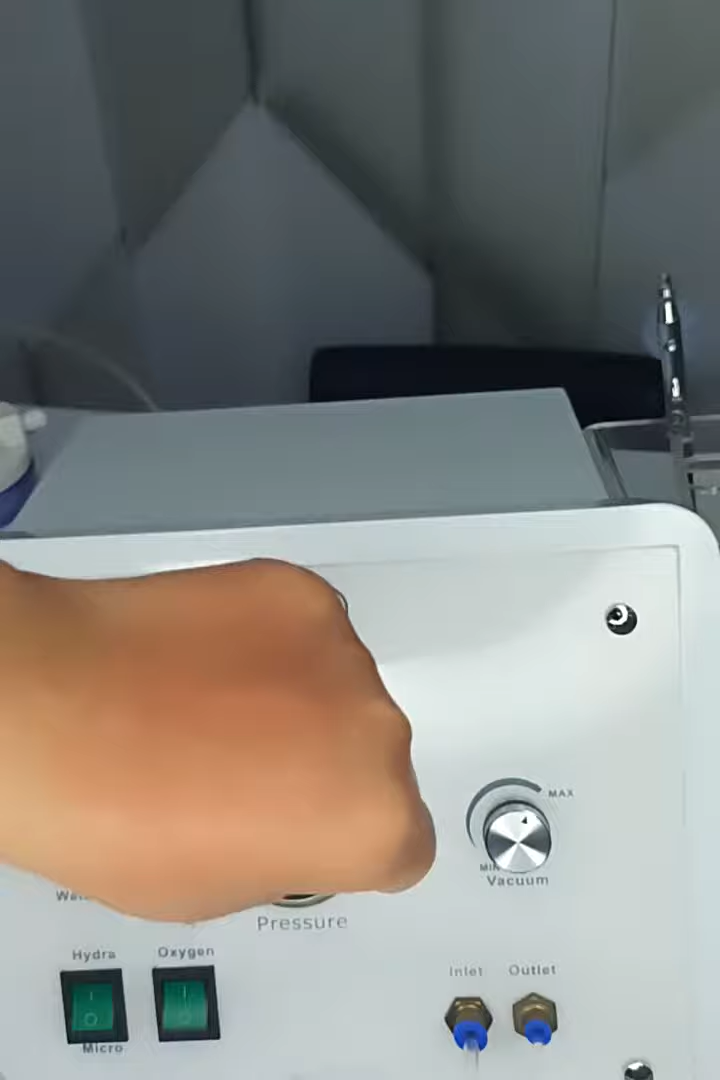 MAX
MIN
Vacuum
Pressure
Hydra
Oxygen
Inlet
Outlet
Micro